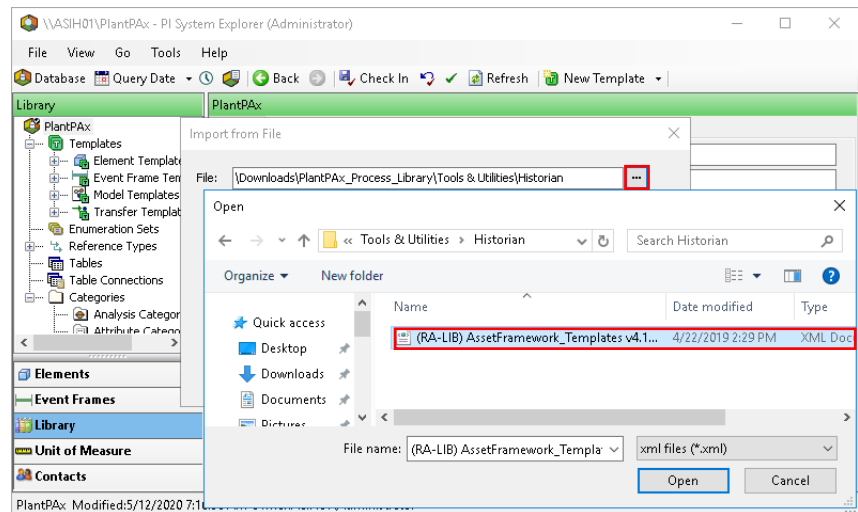 \\ASIH01\PlantPAx - PI System Explorer (Administrator)
File View Go Tools Help
Database Query Date Back Check In Refresh New Template
Library
PlantPAx
PlantPAx
Templates
Element Template
Event Frame Tem
Model Templates
Transfer Templat
Enumeration Sets
Reference Types
Tables
Table Connections
Categories
Analysis Categor
Attribute Categor
Elements
Event Frames
Library
Unit of Measure
Contacts
Import from File
File: \Downloads\PlantPAx_Process_Library\Tools & Utilities\Historian ...
Open
« Tools & Utilities > Historian
Search Historian
Organize New folder
Name Date modified Type
Quick access
Desktop
Downloads
Documents
Pictures
(RA-LIB) AssetFramework_Templates v4.1... 4/22/2019 2:29 PM XML Doc
File name: (RA-LIB) AssetFramework_Templa xml files (*.xml)
Open Cancel
PlantPAx Modified:5/12/2020